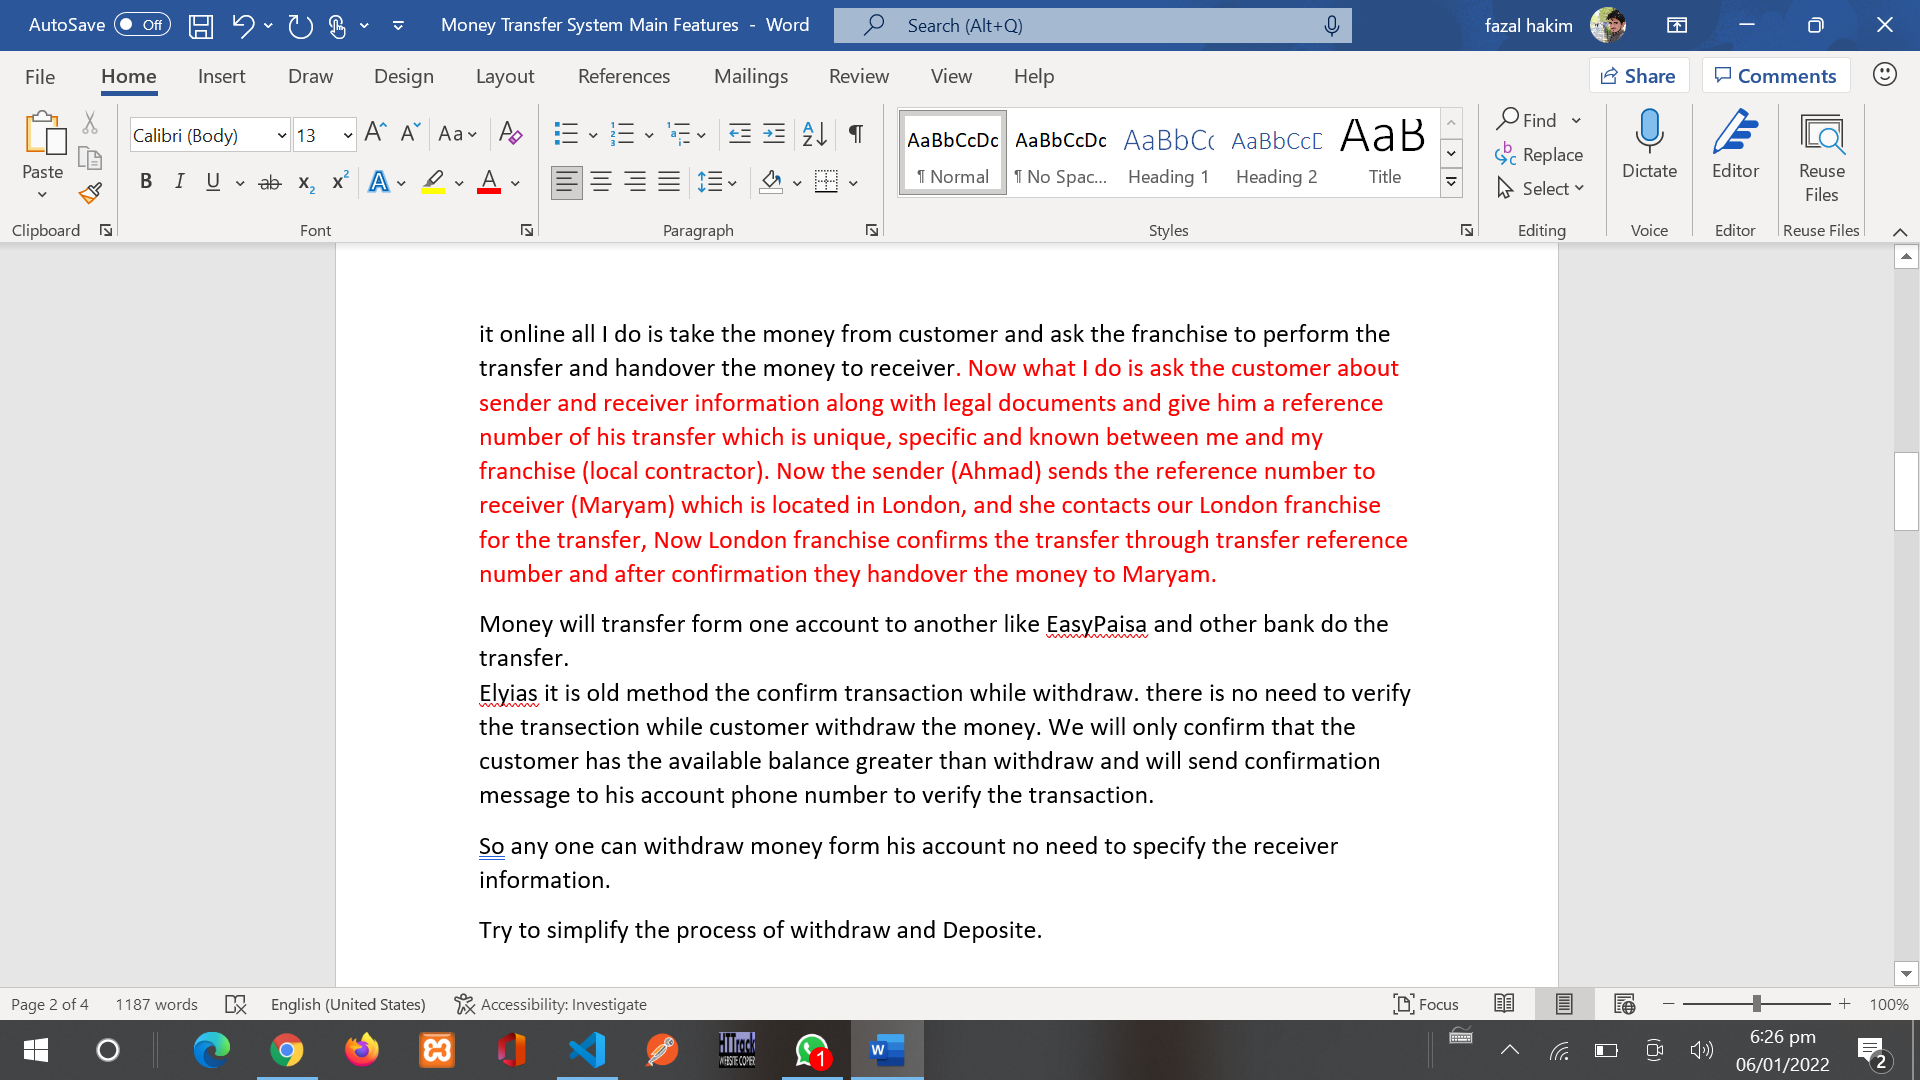 AutoSave Off Money Transfer System Main Features - Word Search (Alt+Q) fazal hakim
File Home Insert Draw Design Layout References Mailings Review View Help Share Comments
Calibri (Body) 13 Aa AaBbCcDc AaBbCcDc AaBbCc AaBbCcD AaB Find
Paste Replace Dictate Editor Reuse Files
B I U ab x₂ x² A A ¶ Normal ¶ No Spac... Heading 1 Heading 2 Title Select
Clipboard Font Paragraph Styles Editing Voice Editor Reuse Files
it online all I do is take the money from customer and ask the franchise to perform the
transfer and handover the money to receiver. Now what I do is ask the customer about
sender and receiver information along with legal documents and give him a reference
number of his transfer which is unique, specific and known between me and my
franchise (local contractor). Now the sender (Ahmad) sends the reference number to
receiver (Maryam) which is located in London, and she contacts our London franchise
for the transfer, Now London franchise confirms the transfer through transfer reference
number and after confirmation they handover the money to Maryam.
Money will transfer form one account to another like EasyPaisa and other bank do the
transfer.
Elyias it is old method the confirm transaction while withdraw. there is no need to verify
the transection while customer withdraw the money. We will only confirm that the
customer has the available balance greater than withdraw and will send confirmation
message to his account phone number to verify the transaction.
So any one can withdraw money form his account no need to specify the receiver
information.
Try to simplify the process of withdraw and Deposite.
Page 2 of 4 1187 words English (United States) Accessibility: Investigate Focus 100%
HTTrack WEBSITE COPIER 1 W 6:26 pm
06/01/2022 2